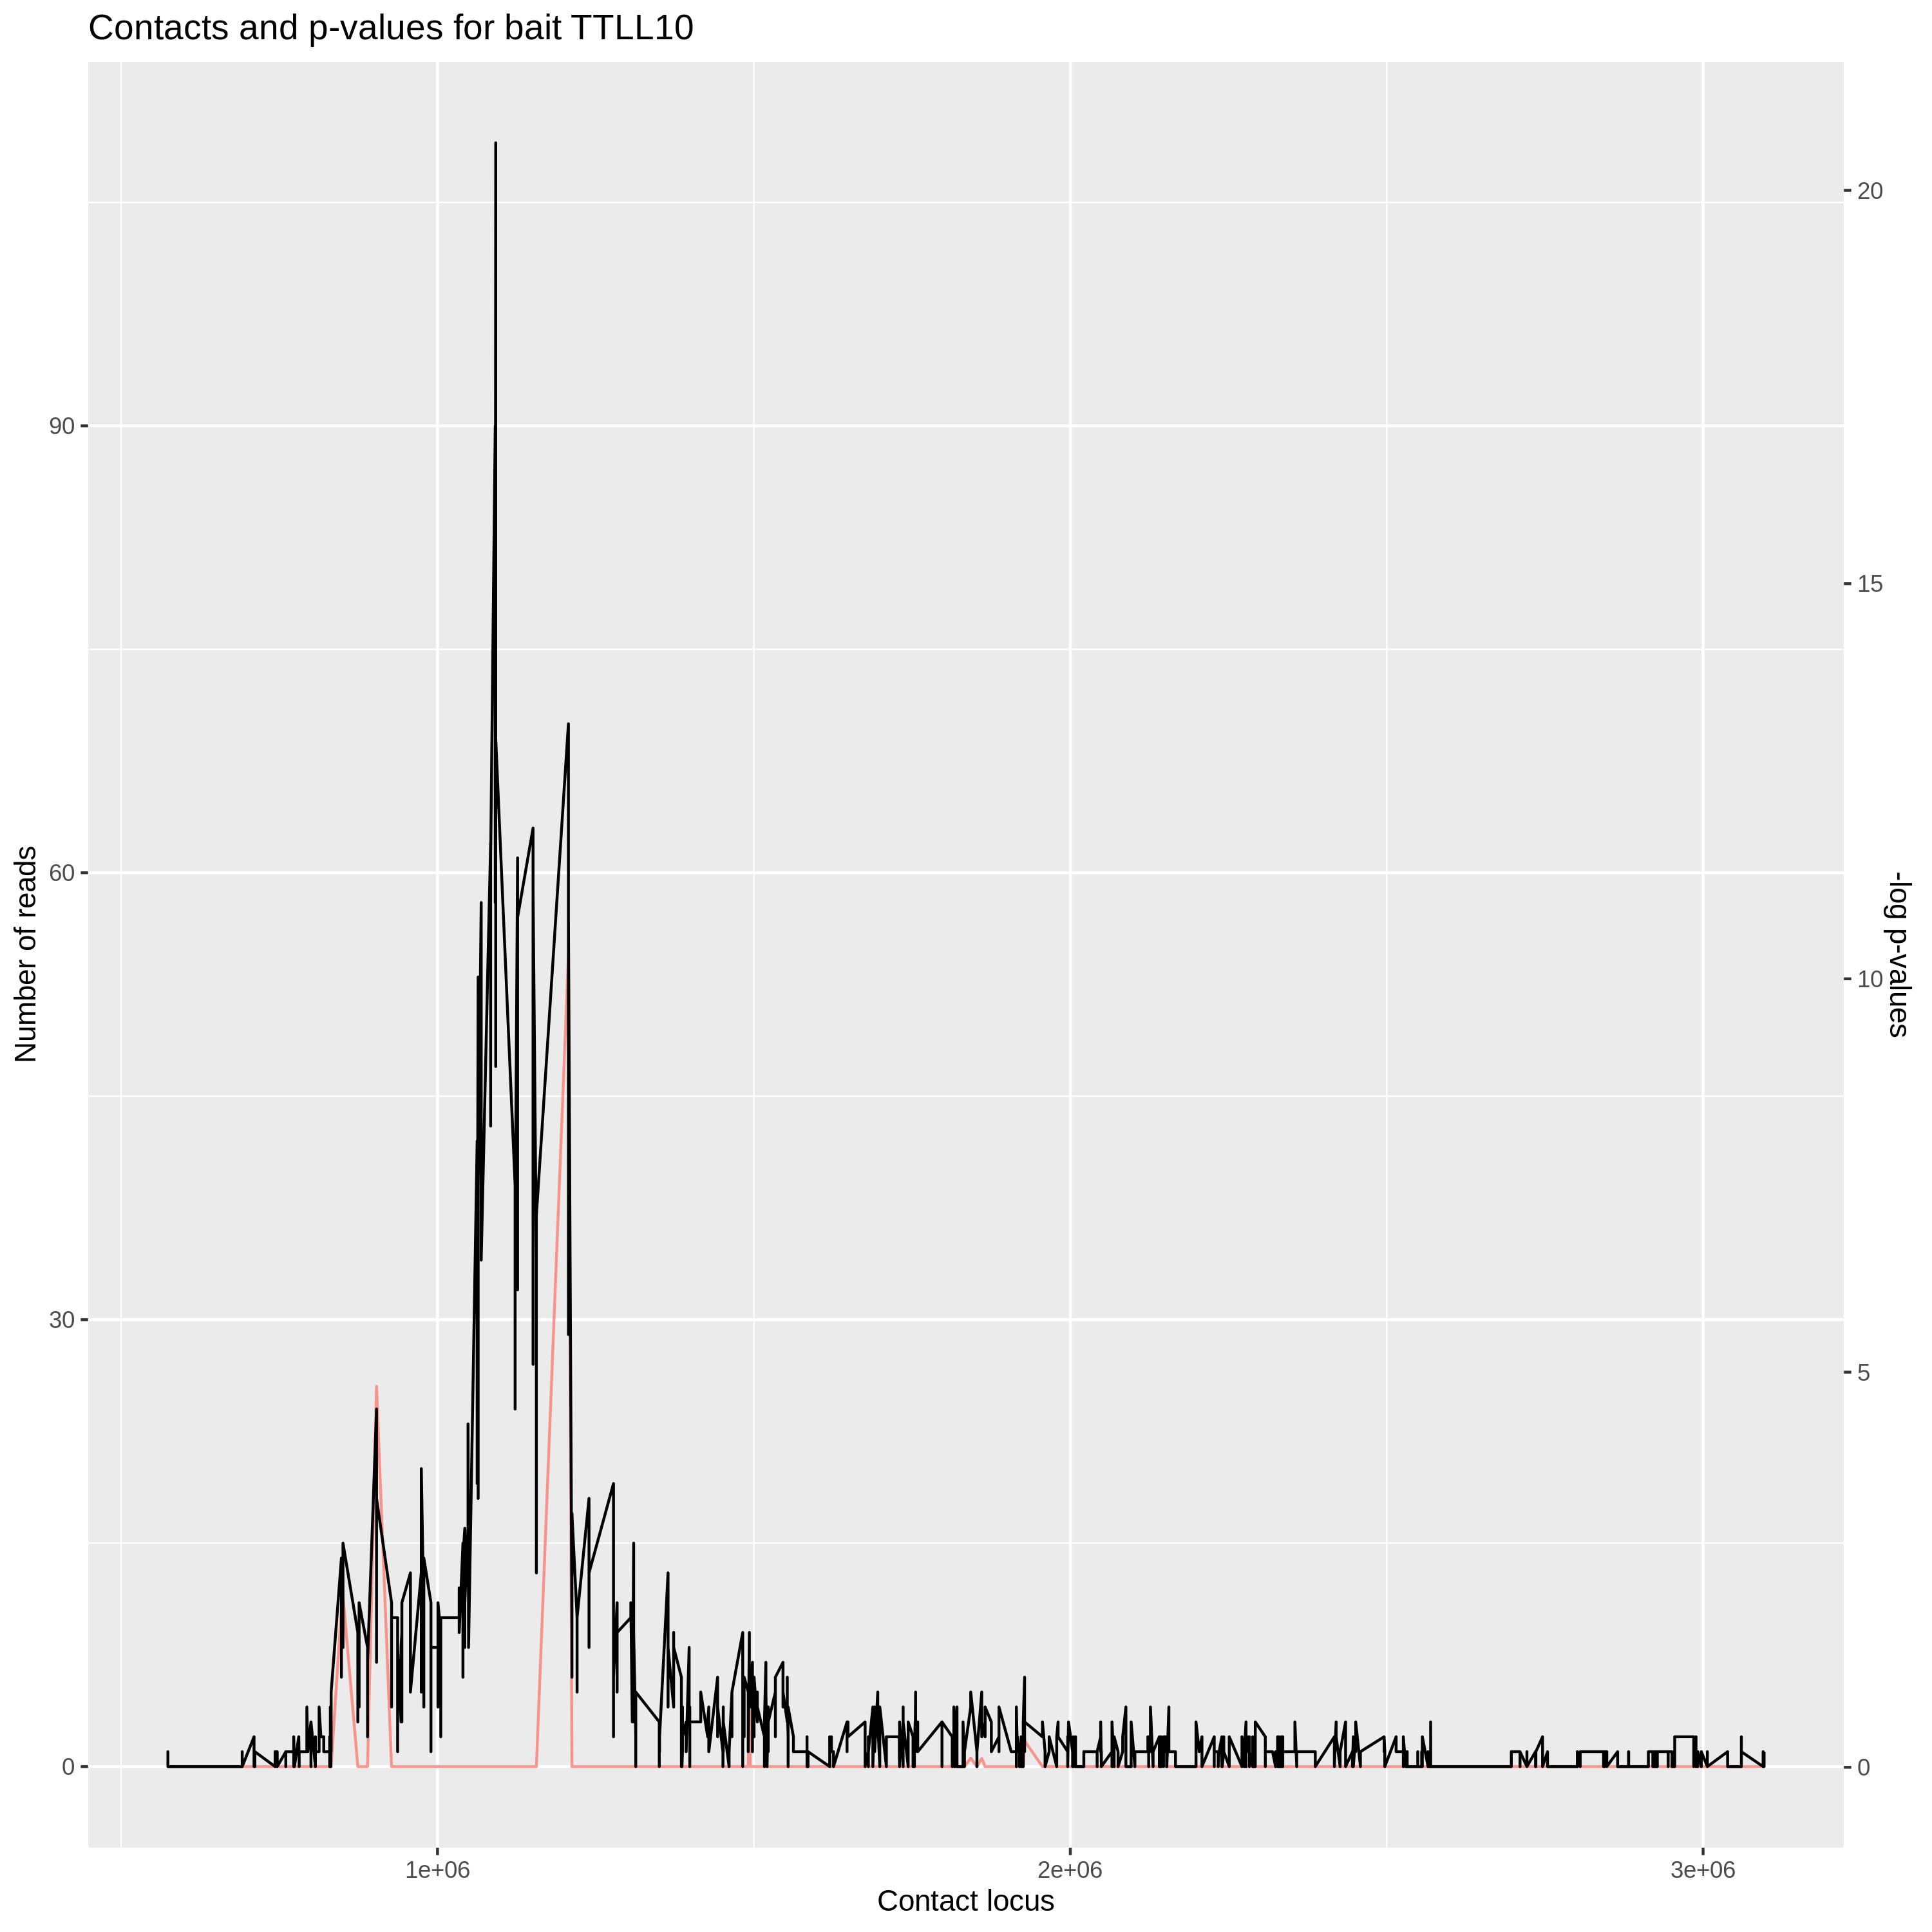 Contacts and p-values for bait TTLL10
Number of reads
90
60
30
0
20
15
10
5
0
-log p-values
1e+06
2e+06
3e+06
Contact locus